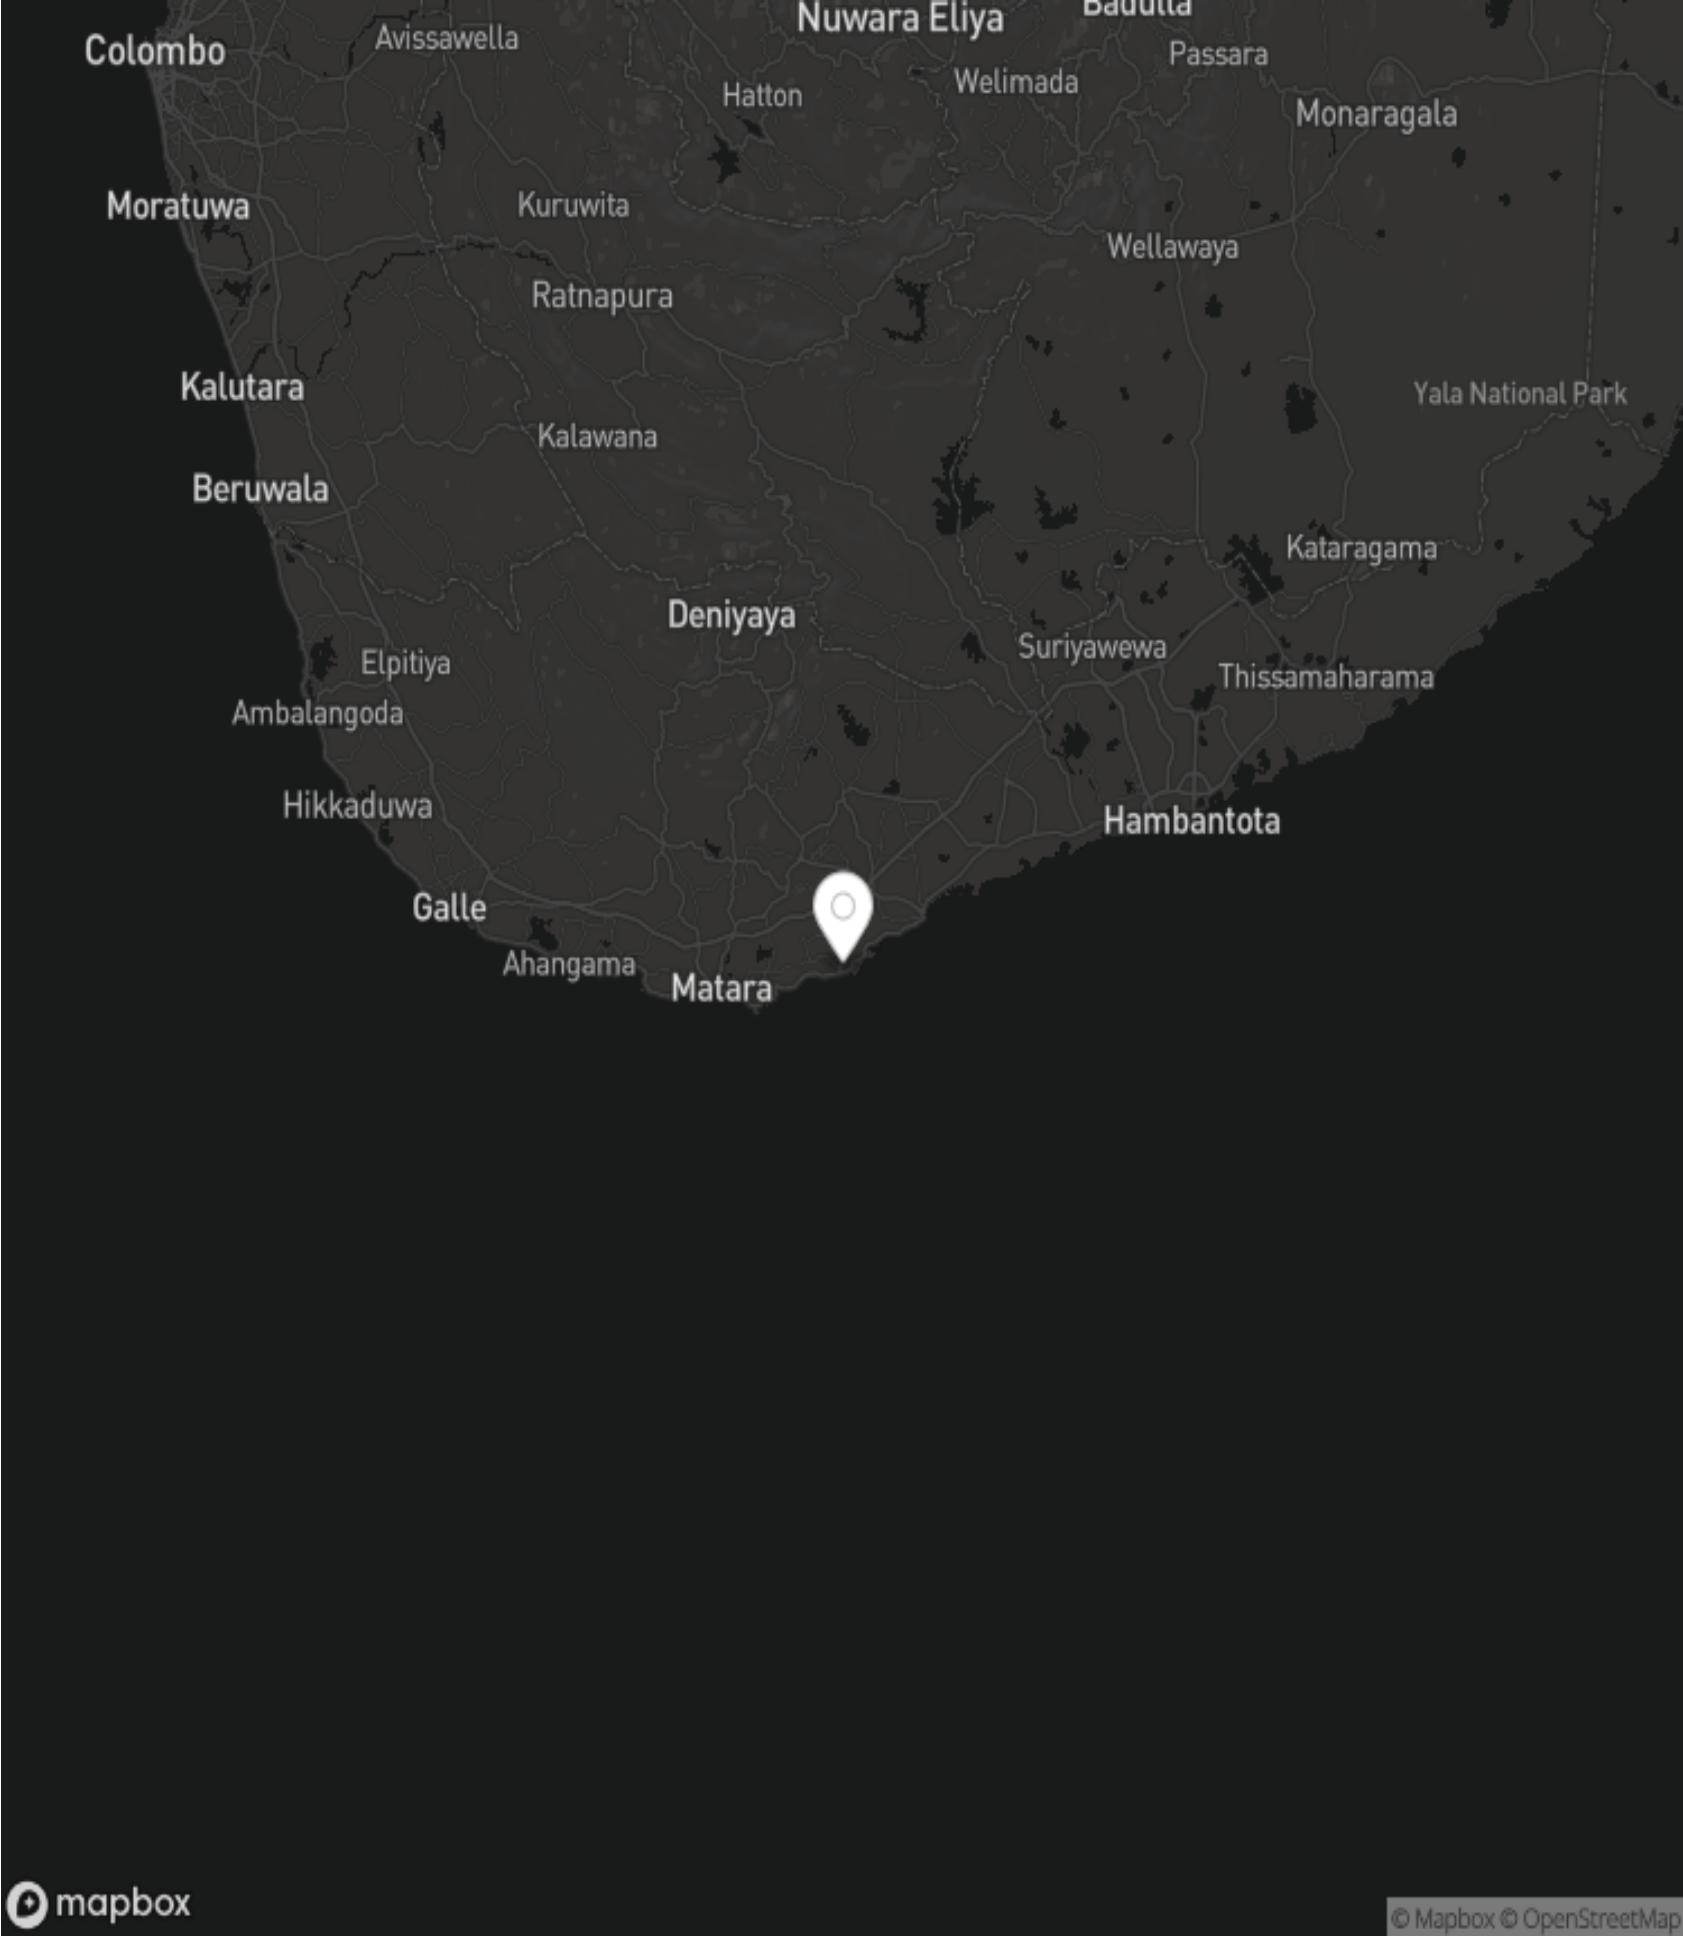 Nuwara Eliya
Badulla
Colombo
Avissawella
Passara
Hatton
Welimada
Monaragala
Moratuwa
Kuruwita
Wellawaya
Ratnapura
Kalutara
Yala National Park
Kalawana
Beruwala
Kataragama
Deniyaya
Suriyawewa
Elpitiya
Thissamaharama
Ambalangoda
Hikkaduwa
Hambantota
Galle
Ahangama
Matara
mapbox
© Mapbox © OpenStreetMap